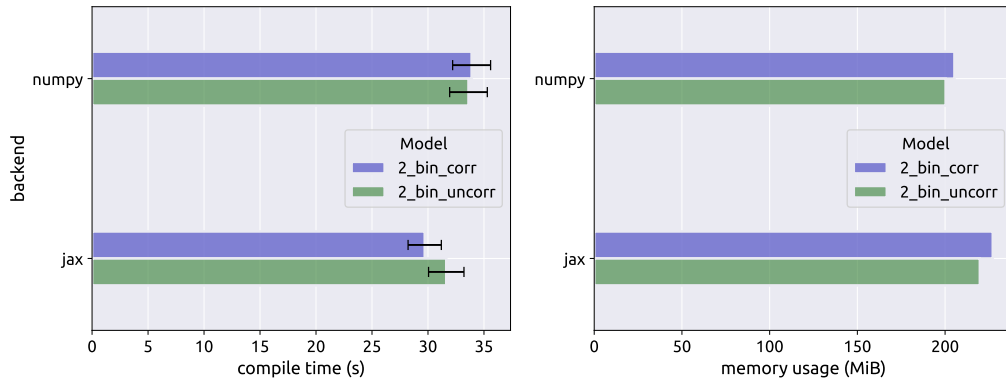 backend
numpy
jax
Model
2_bin_corr
2_bin_uncorr
0 5 10 15 20 25 30 35
compile time (s)
numpy
jax
Model
2_bin_corr
2_bin_uncorr
0 50 100 150 200
memory usage (MiB)